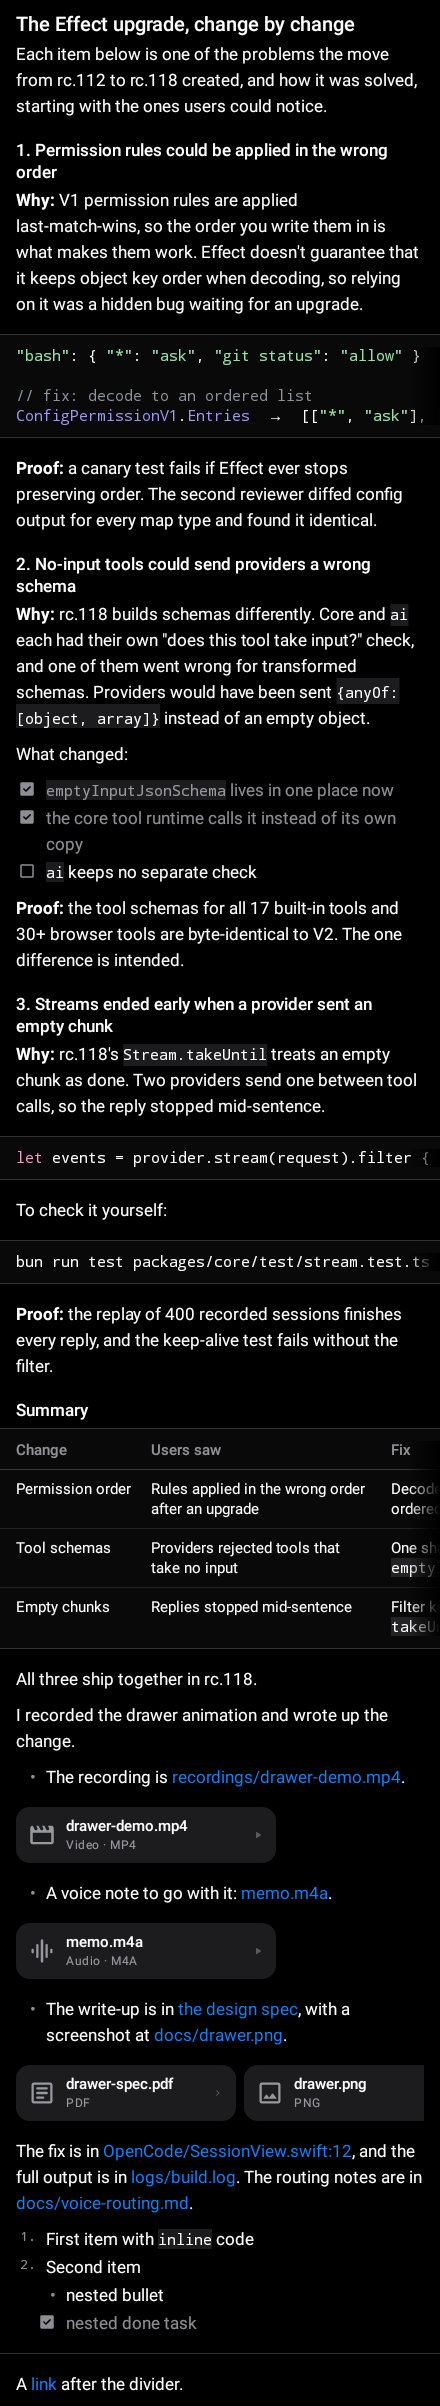 The Effect upgrade, change by change
Each item below is one of the problems the move
from rc.112 to rc.118 created, and how it was solved,
starting with the ones users could notice.
1. Permission rules could be applied in the wrong
order
Why: V1 permission rules are applied
last-match-wins, so the order you write them in is
what makes them work. Effect doesn't guarantee that
it keeps object key order when decoding, so relying
on it was a hidden bug waiting for an upgrade.
"bash": { "*": "ask", "git status": "allow" }
// fix: decode to an ordered list
ConfigPermissionV1.Entries → [["*", "ask"],
Proof: a canary test fails if Effect ever stops
preserving order. The second reviewer diffed config
output for every map type and found it identical.
2. No-input tools could send providers a wrong
schema
Why: rc.118 builds schemas differently. Core and ai
each had their own "does this tool take input?" check,
and one of them went wrong for transformed
schemas. Providers would have been sent {anyOf:
[object, array]} instead of an empty object.
What changed:
emptyInputJsonSchema lives in one place now
the core tool runtime calls it instead of its own
copy
ai keeps no separate check
Proof: the tool schemas for all 17 built-in tools and
30+ browser tools are byte-identical to V2. The one
difference is intended.
3. Streams ended early when a provider sent an
empty chunk
Why: rc.118's Stream.takeUntil treats an empty
chunk as done. Two providers send one between tool
calls, so the reply stopped mid-sentence.
let events = provider.stream(request).filter {
To check it yourself:
bun run test packages/core/test/stream.test.ts
Proof: the replay of 400 recorded sessions finishes
every reply, and the keep-alive test fails without the
filter.
Summary
Change Users saw Fix
Permission order Rules applied in the wrong order Decode
after an upgrade ordere
Tool schemas Providers rejected tools that One sh
take no input empty
Empty chunks Replies stopped mid-sentence Filter k
takeU
All three ship together in rc.118.
I recorded the drawer animation and wrote up the
change.
• The recording is recordings/drawer-demo.mp4.
drawer-demo.mp4
Video · MP4
• A voice note to go with it: memo.m4a.
memo.m4a
Audio · M4A
• The write-up is in the design spec, with a
screenshot at docs/drawer.png.
drawer-spec.pdf drawer.png
PDF PNG
The fix is in OpenCode/SessionView.swift:12, and the
full output is in logs/build.log. The routing notes are in
docs/voice-routing.md.
1. First item with inline code
2. Second item
• nested bullet
nested done task
A link after the divider.